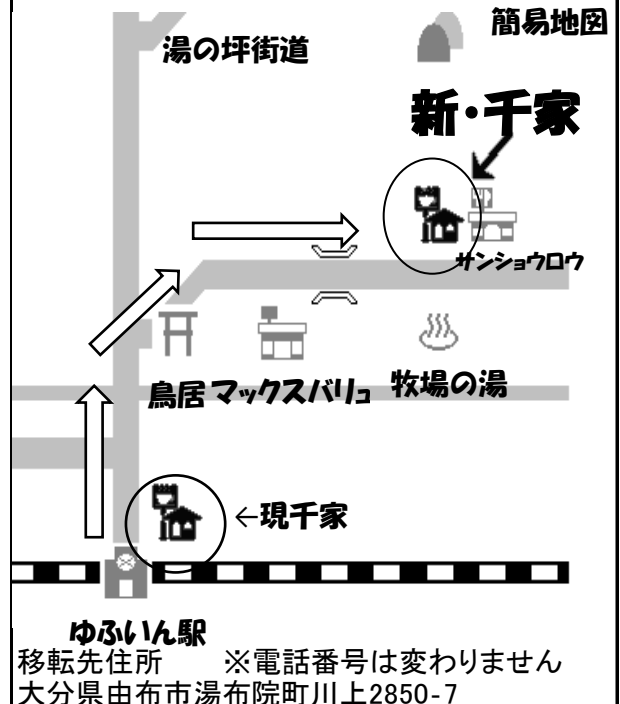 簡易地図
湯の坪街道
新・千家
サンショウロウ
鳥居 マックスバリュ 牧場の湯
←現千家
ゆふいん駅
移転先住所 ※電話番号は変わりません
大分県由布市湯布院町川上2850-7